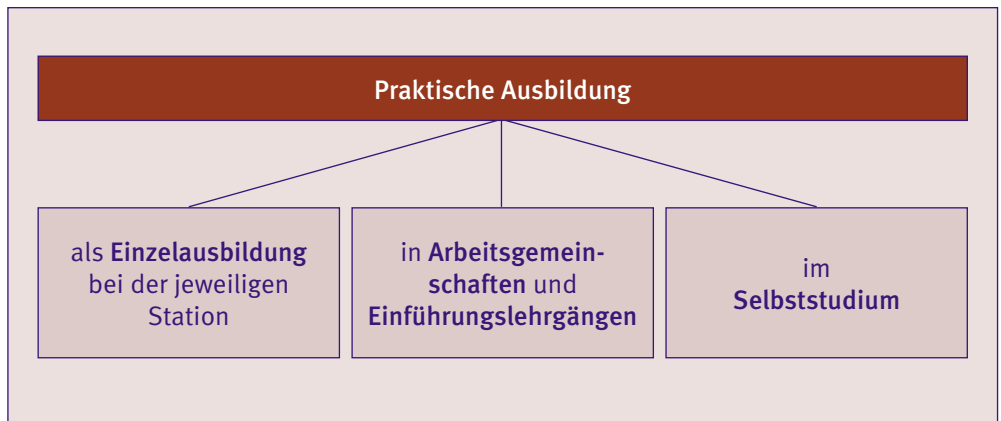 Praktische Ausbildung
als Einzelausbildung
bei der jeweiligen
Station
in Arbeitsgemein-
schaften und
Einführungslehrgängen
im
Selbststudium